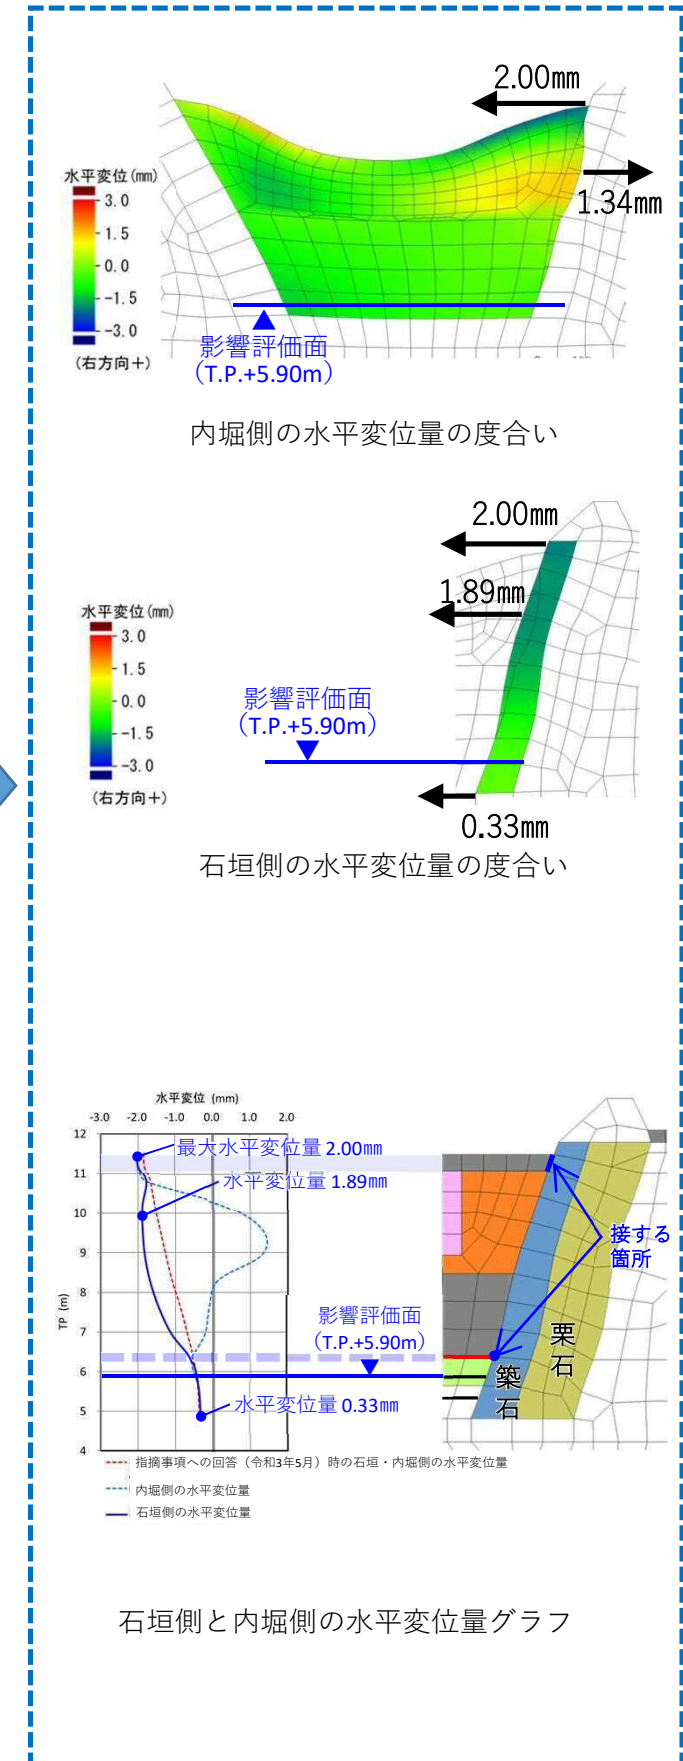 2.00㎜
水平変位(㎜)
3.0
1.5
0.0
-1.5
-3.0
(右方向+)
1.34㎜
影響評価面
(T.P.+5.90m)
内堀側の水平変位量の度合い
2.00㎜
1.89㎜
水平変位(㎜)
3.0
1.5
0.0
-1.5
-3.0
(右方向+)
影響評価面
(T.P.+5.90m)
0.33㎜
石垣側の水平変位量の度合い
水平変位 (mm)
-3.0 -2.0 -1.0 0.0 1.0 2.0
12
11
10
9
8
7
6
5
4
TP (m)
最大水平変位量 2.00㎜
水平変位量 1.89㎜
影響評価面
(T.P.+5.90m)
水平変位量 0.33㎜
接する
箇所
栗石
築石
指摘事項への回答（令和3年5月）時の石垣・内堀側の水平変位量
内堀側の水平変位量
石垣側の水平変位量
石垣側と内堀側の水平変位量グラフ